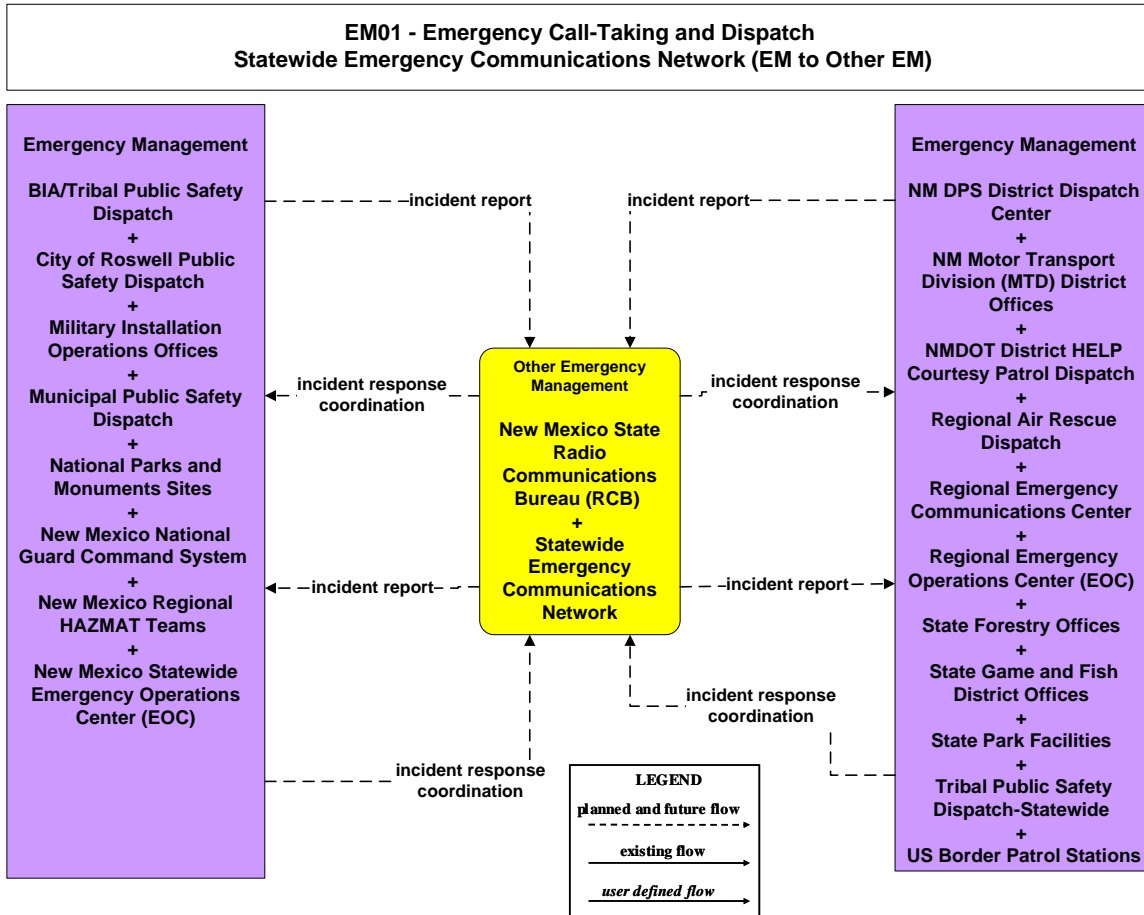 EM01 - Emergency Call-Taking and Dispatch
Statewide Emergency Communications Network (EM to Other EM)
Emergency Management
BIA/Tribal Public Safety
Dispatch
+
City of Roswell Public
Safety Dispatch
+
Military Installation
Operations Offices
+
Municipal Public Safety
Dispatch
+
National Parks and
Monuments Sites
+
New Mexico National
Guard Command System
+
New Mexico Regional
HAZMAT Teams
+
New Mexico Statewide
Emergency Operations
Center (EOC)
incident report
incident response
coordination
incident report
incident response
coordination
Other Emergency
Management
New Mexico State
Radio
Communications
Bureau (RCB)
+
Statewide
Emergency
Communications
Network
incident report
incident response
coordination
incident report
incident response
coordination
Emergency Management
NM DPS District Dispatch
Center
+
NM Motor Transport
Division (MTD) District
Offices
+
NMDOT District HELP
Courtesy Patrol Dispatch
+
Regional Air Rescue
Dispatch
+
Regional Emergency
Communications Center
+
Regional Emergency
Operations Center (EOC)
+
State Forestry Offices
+
State Game and Fish
District Offices
+
State Park Facilities
+
Tribal Public Safety
Dispatch-Statewide
+
US Border Patrol Stations
LEGEND
planned and future flow
existing flow
user defined flow